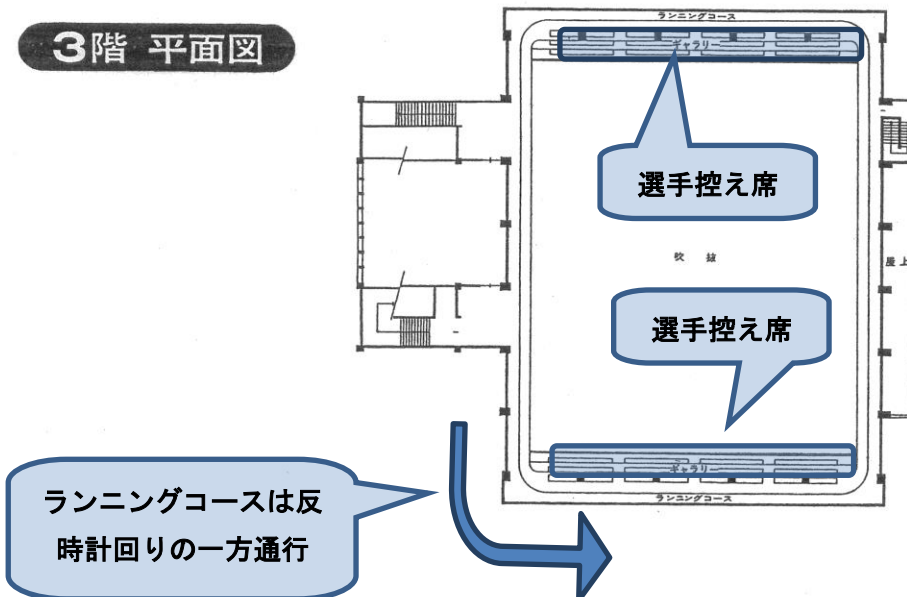 3階 平面図
ランニングコース
ギャラリー
選手控え席
吹抜
屋上
選手控え席
ギャラリー
ランニングコース
ランニングコースは反
時計回りの一方通行